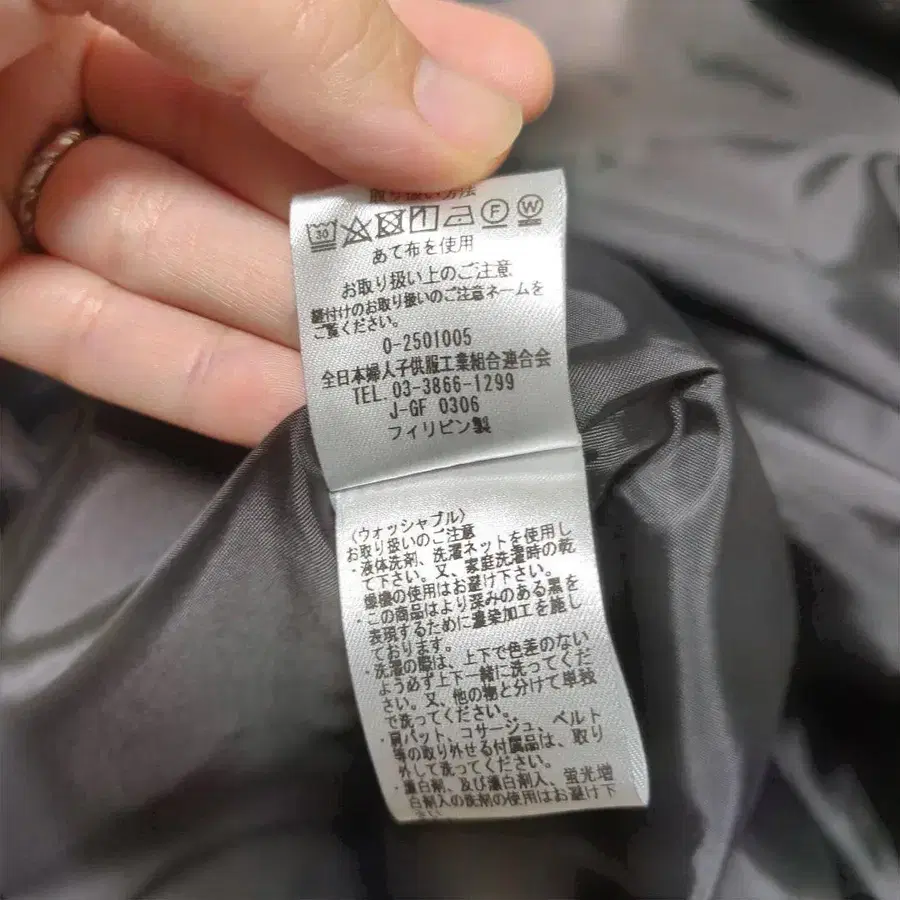 取り扱い方法
30 F W
あて布を使用
お取り扱い上のご注意
縫付けのお取り扱いのご注意ネームを
ご覧ください。
0-2501005
全日本婦人子供服工業組合連合会
TEL. 03-3866-1299
J-GF 0306
フィリピン製
〈ウォッシャブル〉
お取り扱いのご注意
・液体洗剤、洗濯ネットを使用し
て下さい。又、家庭洗濯時の乾
燥機の使用はお避け下さい。
・この商品はより深みのある黒を
表現するために濃染加工を施し
ております。
・洗濯の際は、上下で色差のない
よう必ず上下一緒に洗ってくだ
さい。又、他の物と分けて単独
で洗ってください。
・肩パット、コサージュ、ベルト
等の取り外せる付属品は、取り
外して洗ってください。
・漂白剤、及び漂白剤入、蛍光増
白剤入の洗剤の使用はお避け下